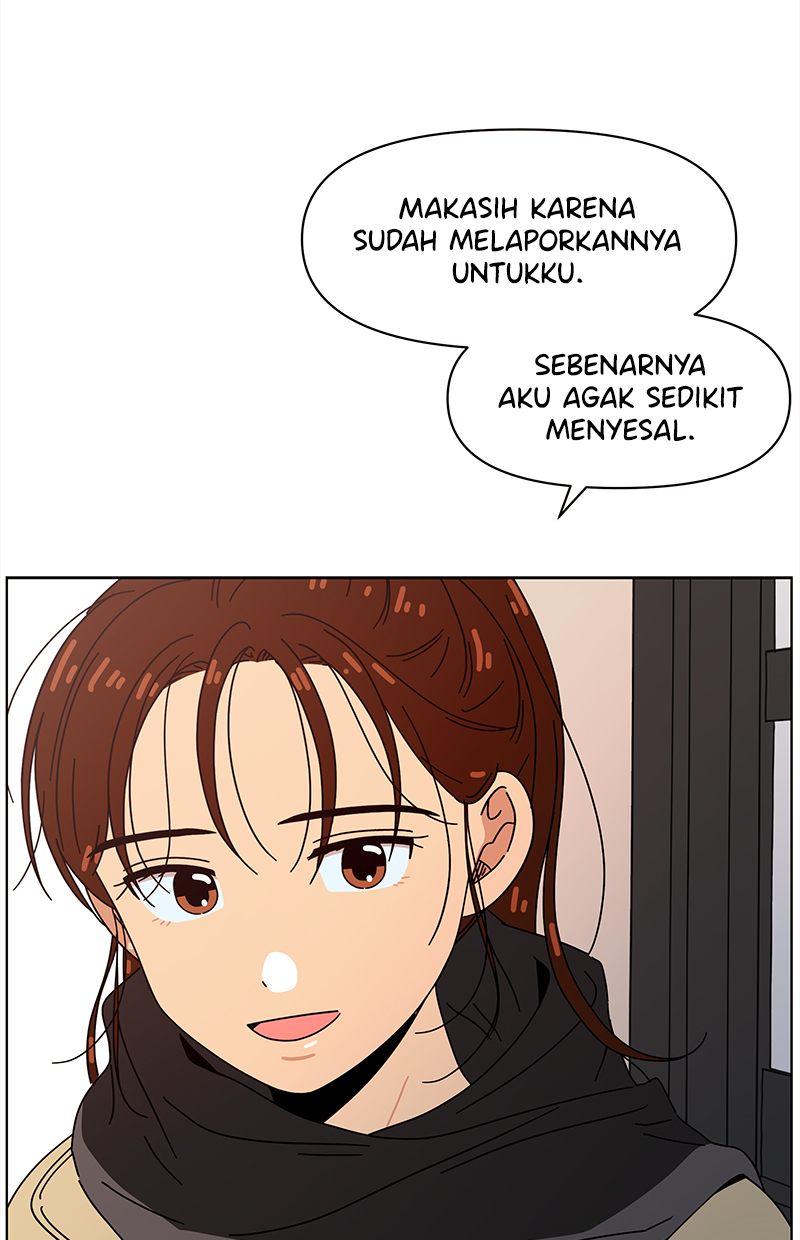 MAKASIH KARENA
SUDAH MELAPORKANNYA
UNTUKKU.
SEBENARNYA
AKU AGAK SEDIKIT
MENYESAL.